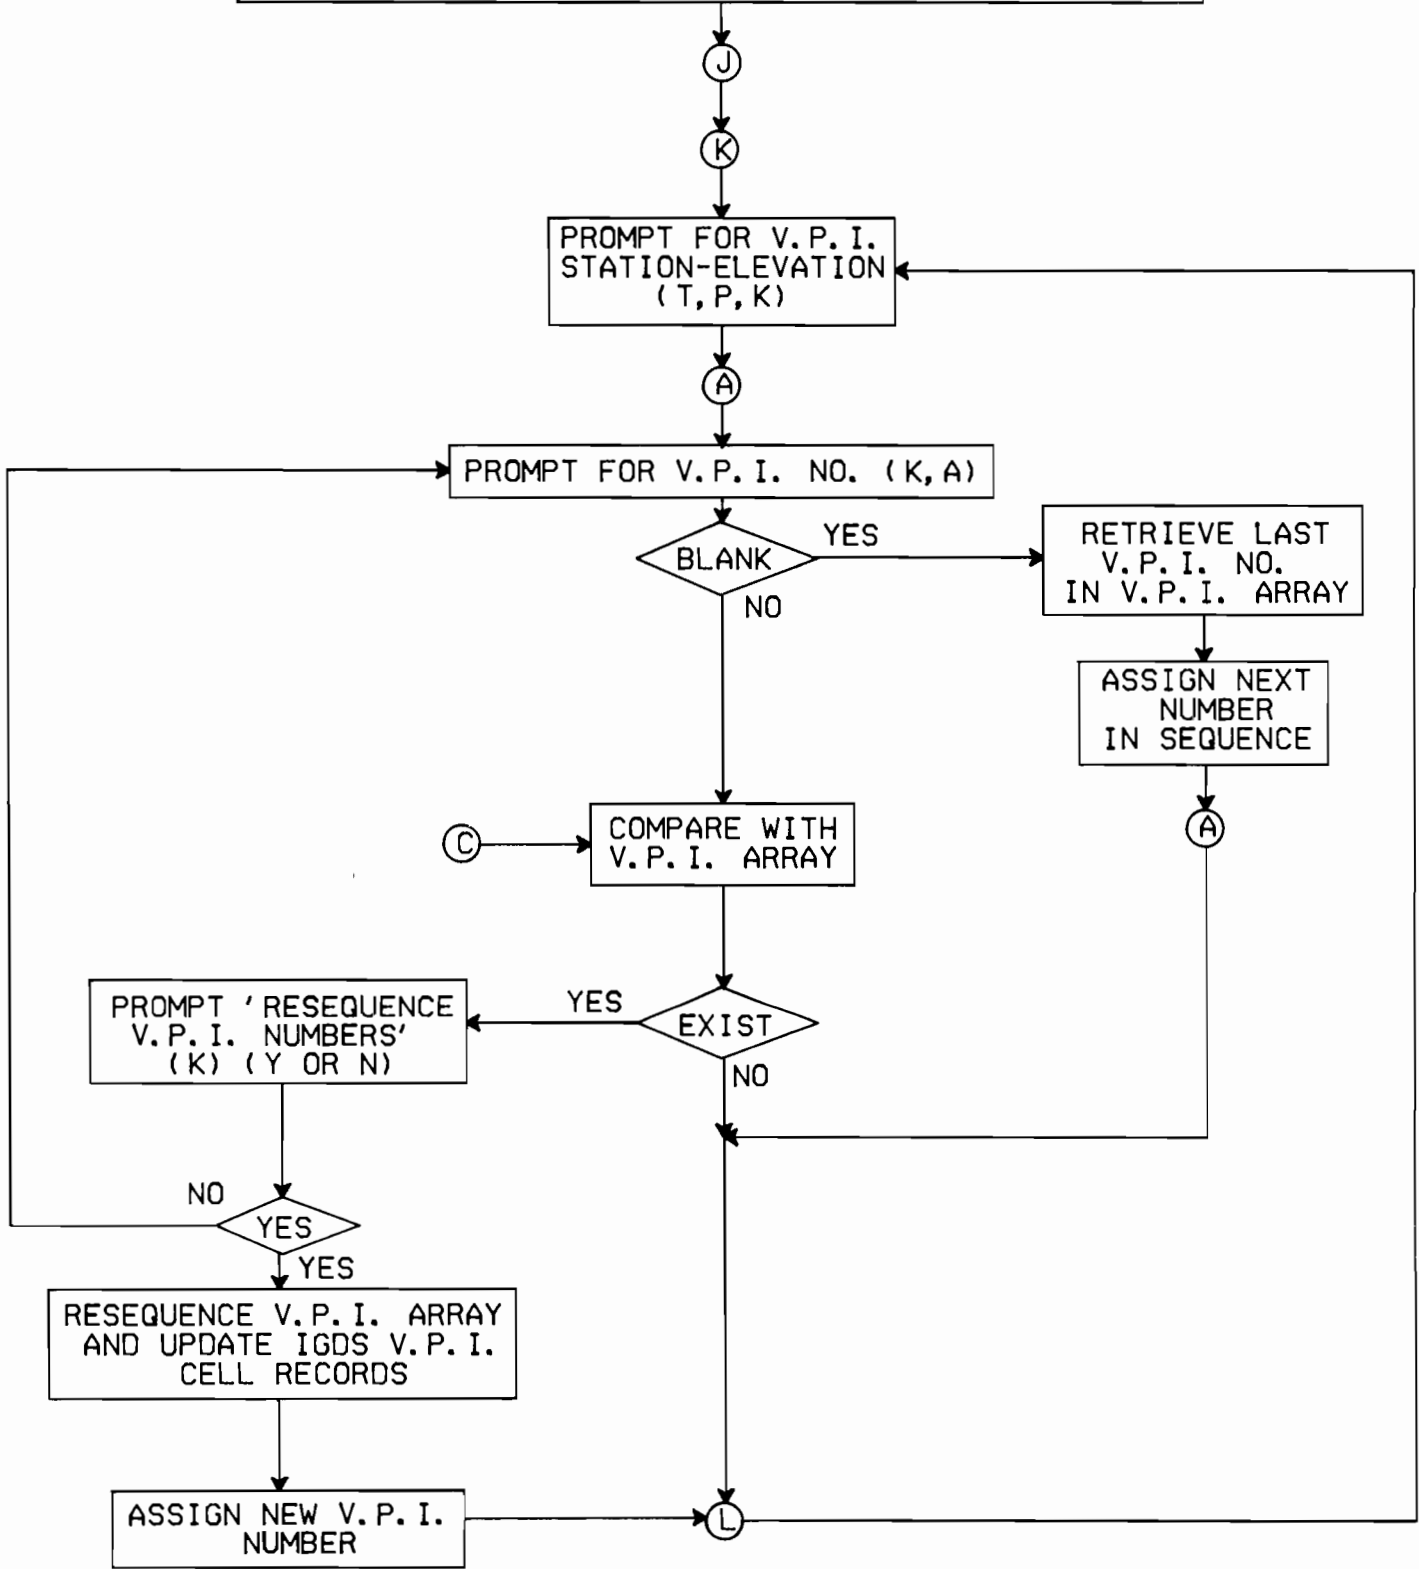 J
K
PROMPT FOR V.P.I.
STATION-ELEVATION
(T,P,K)
A
PROMPT FOR V.P.I. NO. (K,A)
BLANK
YES
NO
RETRIEVE LAST
V.P.I. NO.
IN V.P.I. ARRAY
ASSIGN NEXT
NUMBER
IN SEQUENCE
A
C
COMPARE WITH
V.P.I. ARRAY
EXIST
YES
NO
PROMPT 'RESEQUENCE
V.P.I. NUMBERS'
(K) (Y OR N)
NO
YES
YES
RESEQUENCE V.P.I. ARRAY
AND UPDATE IGDS V.P.I.
CELL RECORDS
ASSIGN NEW V.P.I.
NUMBER
L